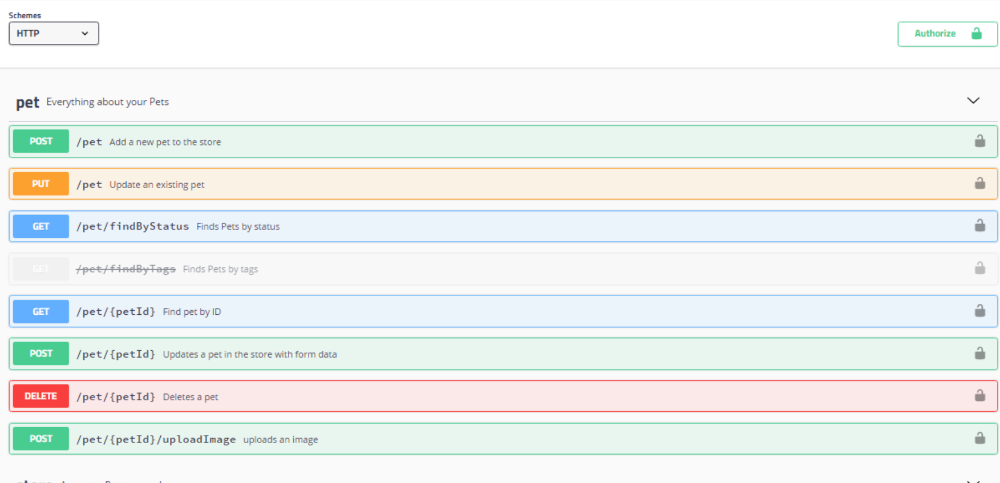 Schemes
HTTP
Authorize
pet Everything about your Pets
POST /pet Add a new pet to the store
PUT /pet Update an existing pet
GET /pet/findByStatus Finds Pets by status
GET /pet/findByTags Finds Pets by tags
GET /pet/{petId} Find pet by ID
POST /pet/{petId} Updates a pet in the store with form data
DELETE /pet/{petId} Deletes a pet
POST /pet/{petId}/uploadImage uploads an image